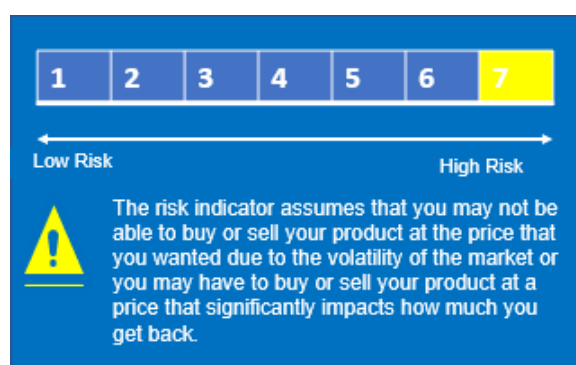 1 2 3 4 5 6 7
Low Risk High Risk
!
The risk indicator assumes that you may not be
able to buy or sell your product at the price that
you wanted due to the volatility of the market or
you may have to buy or sell your product at a
price that significantly impacts how much you
get back.